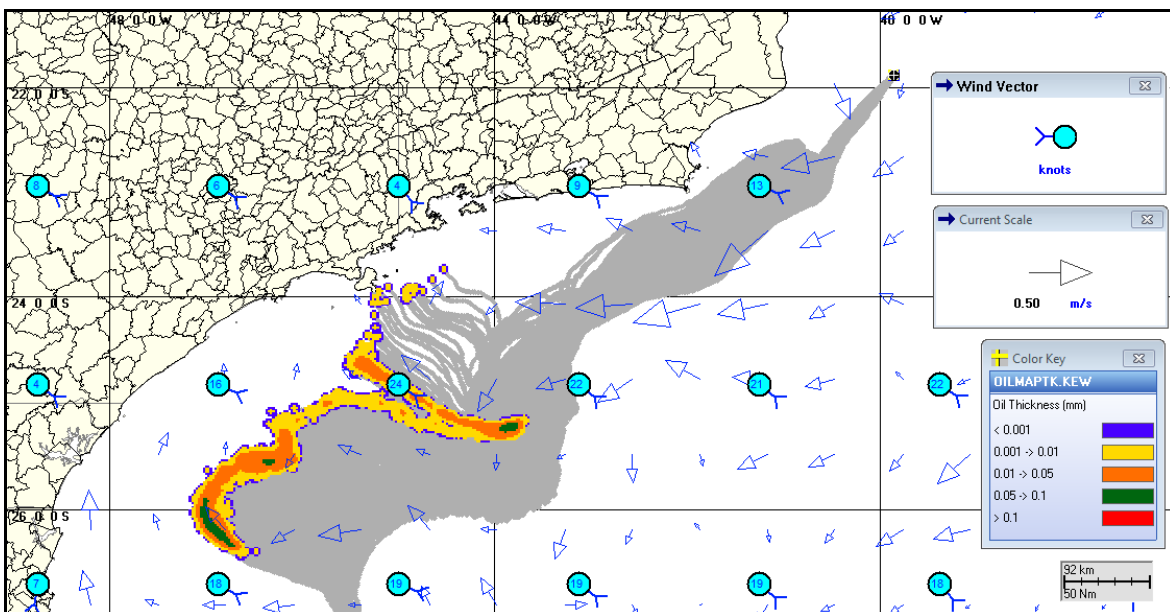 48 0 0 W
44 0 0 W
40 0 0 W
22 0 0 S
24 0 0 S
26 0 0 S
8
6
4
9
13
4
16
24
22
21
22
7
18
19
19
19
18
Wind Vector
knots
Current Scale
0.50 m/s
Color Key
OILMAPTK.KEW
Oil Thickness (mm)
< 0.001
0.001 -> 0.01
0.01 -> 0.05
0.05 -> 0.1
> 0.1
92 km
50 Nm